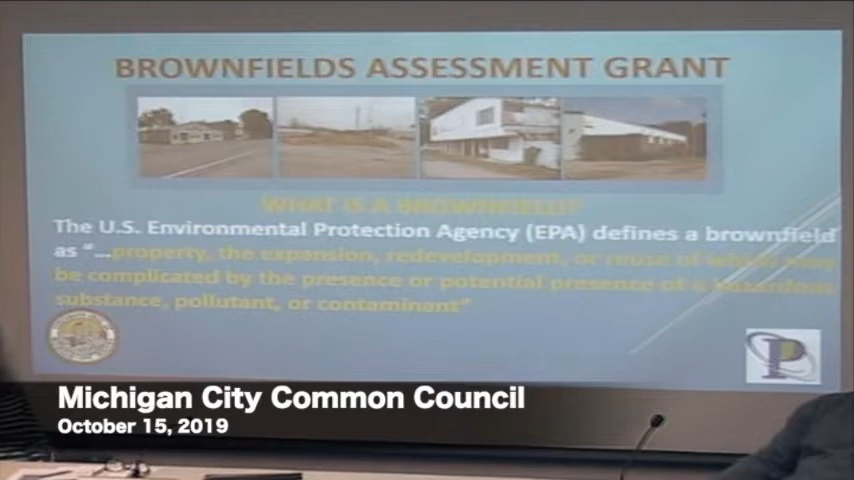 BROWNFIELDS ASSESSMENT GRANT
WHAT IS A BROWNFIELD?
The U.S. Environmental Protection Agency (EPA) defines a brownfield
as "...property, the expansion, redevelopment, or reuse of which may
be complicated by the presence or potential presence of a hazardous
substance, pollutant, or contaminant"
P
Michigan City Common Council
October 15, 2019